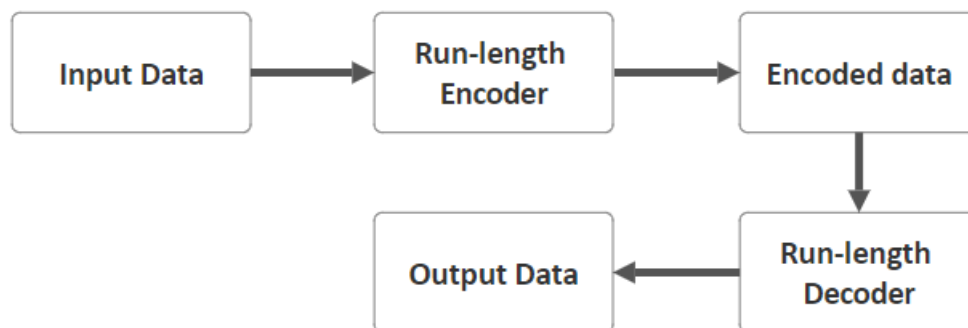 Input Data
Run-length
Encoder
Encoded data
Run-length
Decoder
Output Data